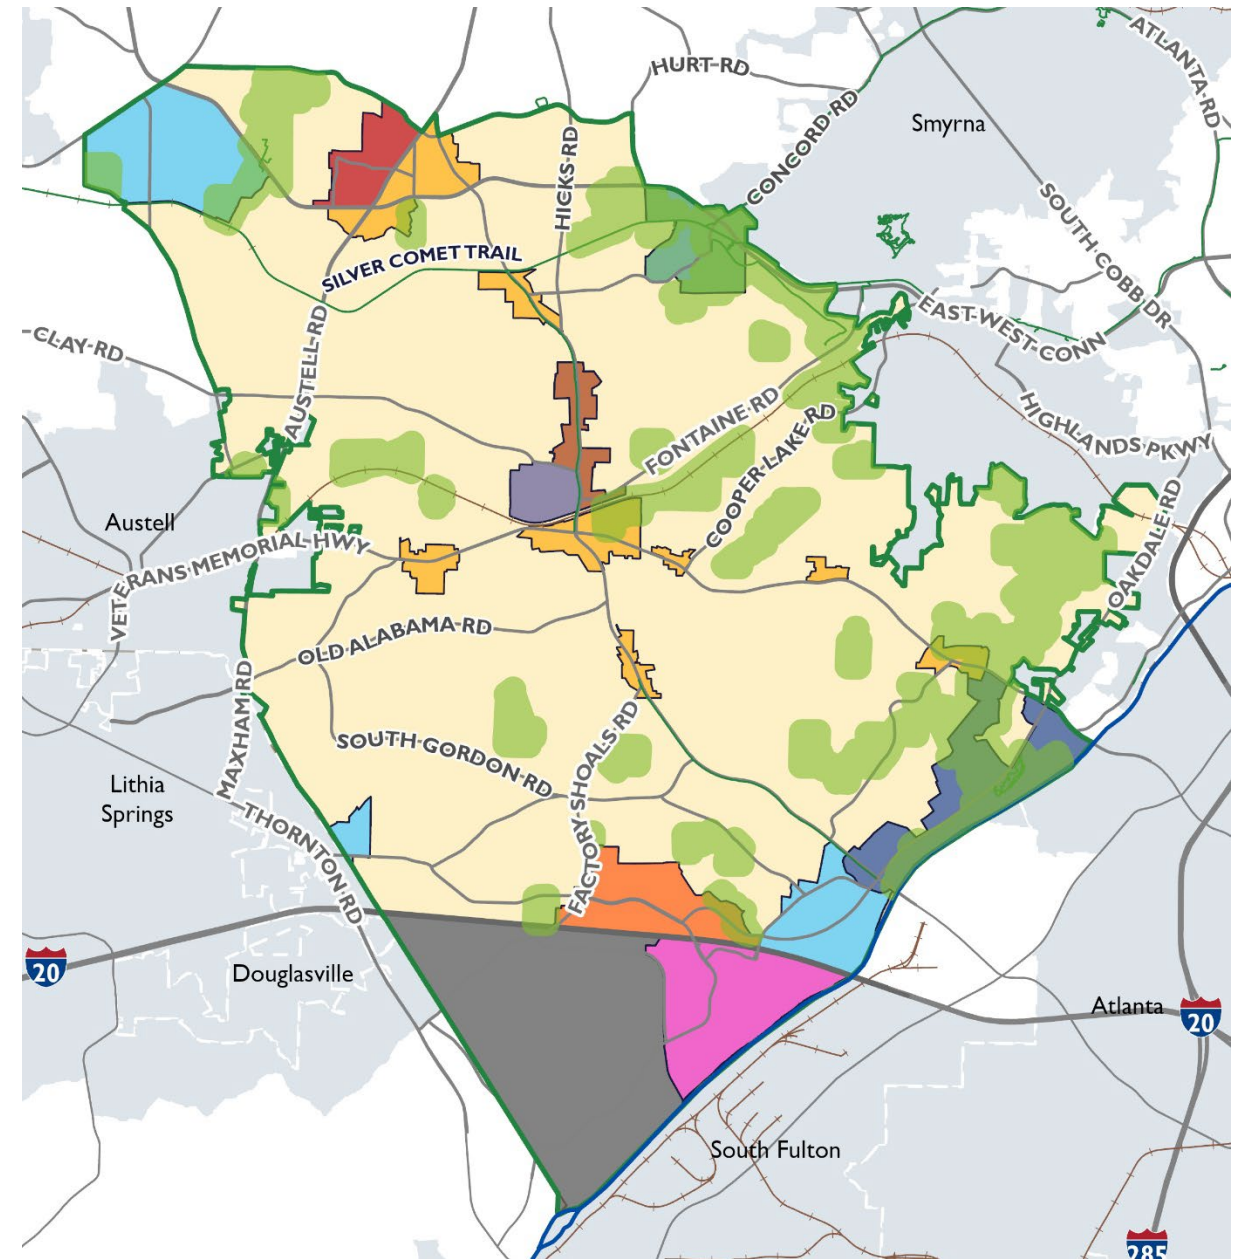 HURT RD
ATLANTA RD
CONCORD RD
Smyrna
HICKS RD
SOUTH COBB DR
SILVER COMET TRAIL
EAST-WEST CONN
CLAY RD
AUSTELL RD
FONTAINE RD
COOPER LAKE RD
HIGHLANDS PKWY
Austell
VETERANS MEMORIAL HWY
OAKDALE RD
OLD ALABAMA RD
MAXHAM RD
SOUTH GORDON RD
FACTORY SHOALS RD
Lithia
Springs
THORNTON RD
20
Douglasville
Atlanta
20
South Fulton
285